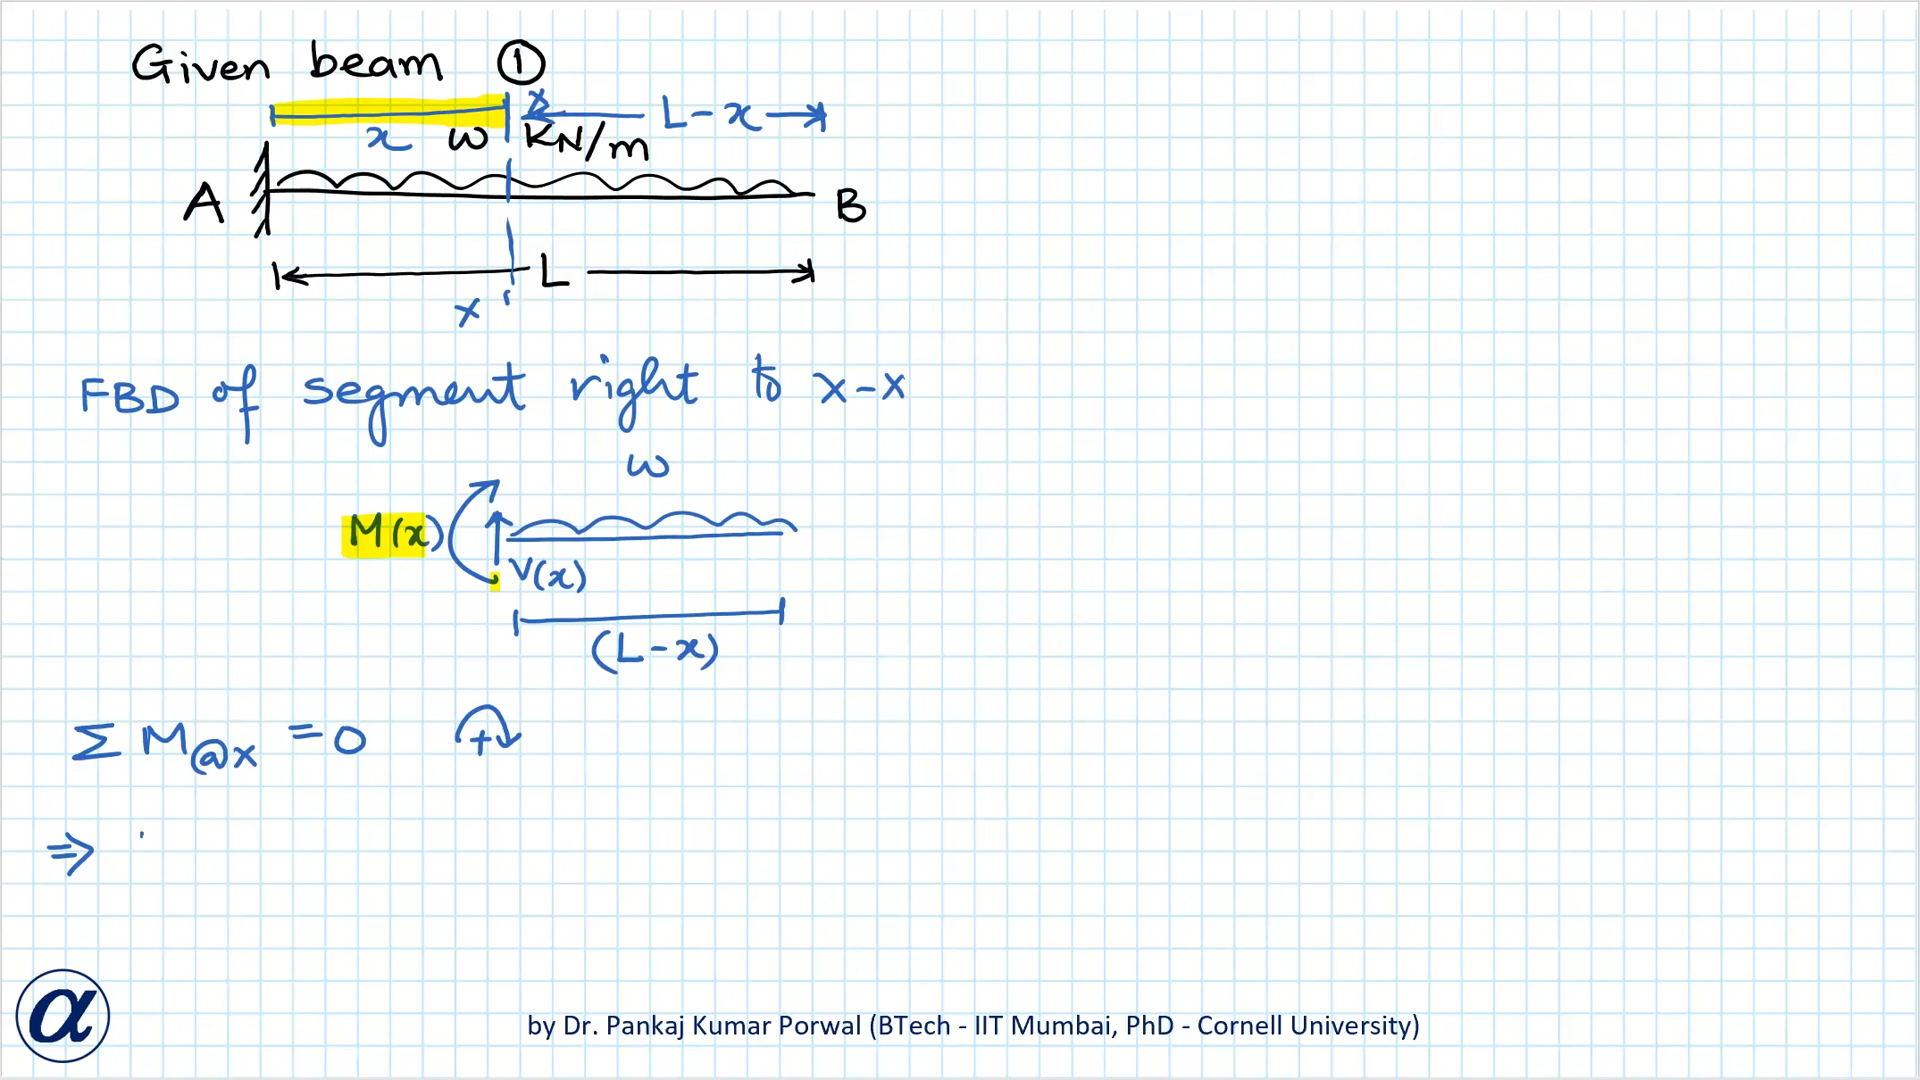 Given beam ①
x L-x
x ω KN/m
A B
L
x
FBD of segment right to x-x
ω
M(x)
V(x)
(L-x)
Σ M@x = 0 +
⇒
α
by Dr. Pankaj Kumar Porwal (BTech - IIT Mumbai, PhD - Cornell University)